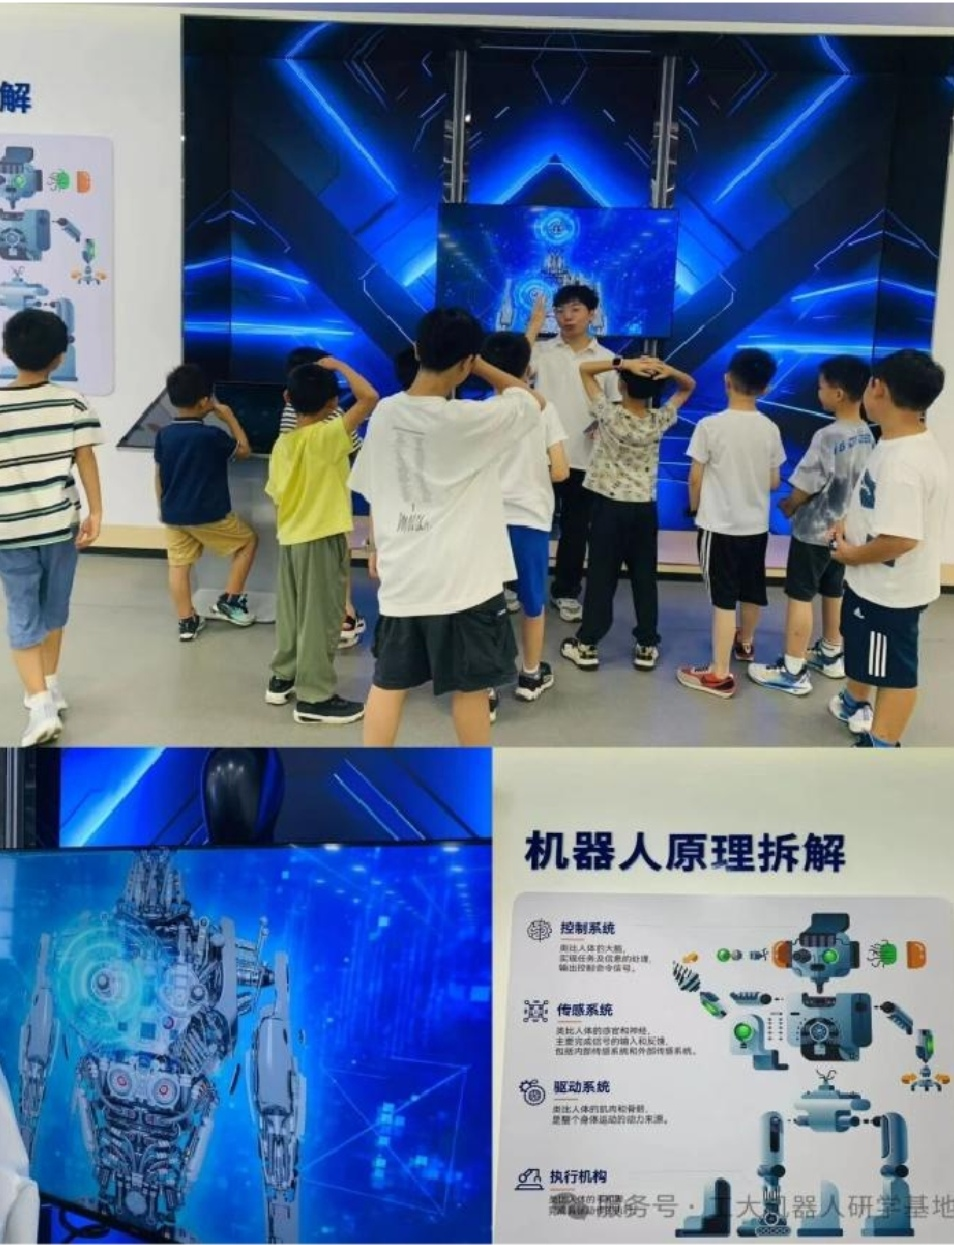 解
机器人原理拆解
控制系统
类比人体的大脑,
实现任务及信息的处理,
输出控制命令信号。
传感系统
类比人体的感官和神经,
主要完成信号的输入和反馈,
包括内部传感系统和外部传感系统。
驱动系统
类比人体的肌肉和骨骼,
是整个身体运动的动力来源。
执行机构
服务号·工大机器人研学基地